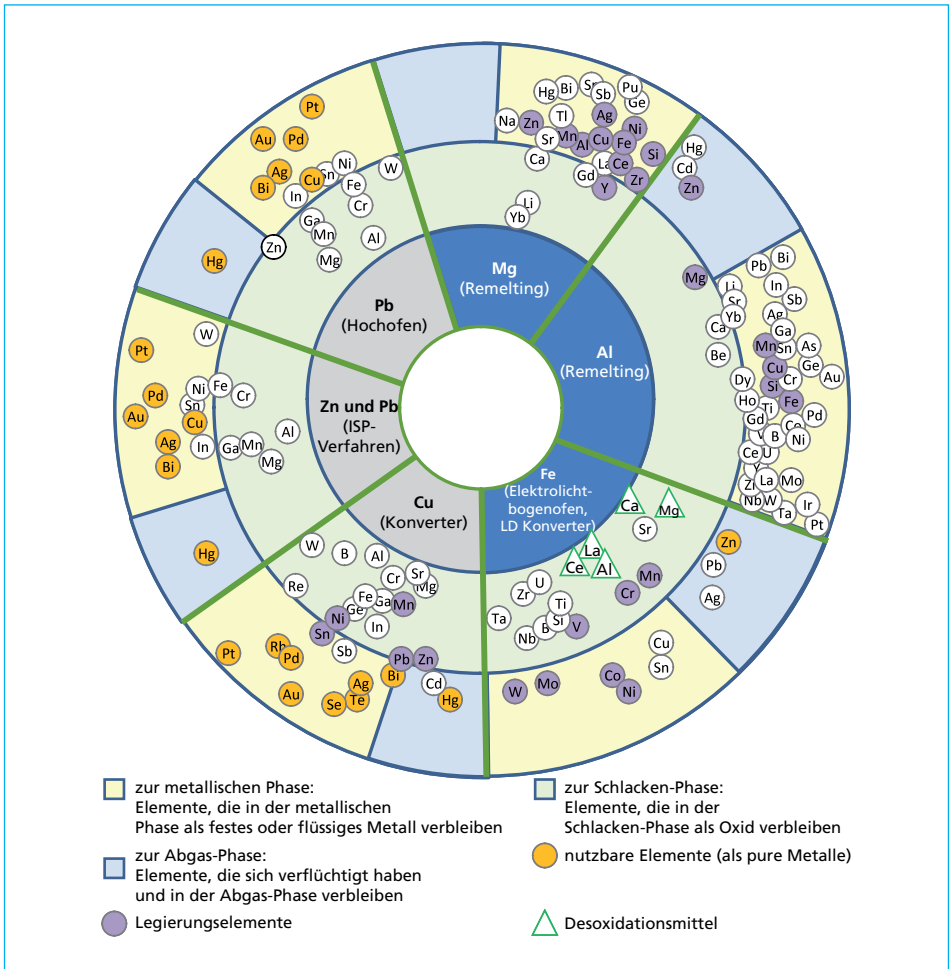 Pt
Au
Pd
Ag
Bi
Cu
Sn
In
Ni
Fe
Cr
W
Ga
Mn
Mg
Al
Zn
Hg
Pb
(Hochofen)
Na
Zn
Hg
Bi
Sb
Pu
Ge
Tl
Ag
Mn
Al
Cu
Fe
Ni
Sr
Ca
La
Ce
Si
Gd
Y
Zr
Li
Yb
Mg
(Remelting)
Hg
Cd
Zn
Mg
Pb
Bi
Li
Sr
Yb
Ca
Be
In
Sb
Ag
Ga
Mn
Sn
As
Cu
Ge
Au
Si
Cr
Dy
Ho
Ti
Fe
Gd
Pd
B
Ni
Ce
U
La
Mo
Nb
W
Ta
Ir
Pt
Al
(Remelting)
Pt
Pd
Au
Ag
Bi
W
Ni
Fe
Sn
Cr
Cu
In
Ga
Mn
Mg
Al
Hg
Zn und Pb
(ISP-
Verfahren)
Cu
(Konverter)
W
B
Al
Cr
Sr
Mg
Re
Fe
Ge
Ga
Mn
Ni
Sn
In
Sb
Pt
Pd
Au
Se
Ag
Te
Bi
Pb
Zn
Cd
Hg
Fe
(Elektrolicht-
bogenofen,
LD Konverter)
Ca
Mg
Sr
La
Ce
Al
Mn
Cr
U
Zr
Ta
Ti
Si
V
Nb
W
Mo
Co
Ni
Cu
Sn
Zn
Pb
Ag
zur metallischen Phase:
Elemente, die in der metallischen
Phase als festes oder flüssiges Metall verbleiben
zur Abgas-Phase:
Elemente, die sich verflüchtigt haben
und in der Abgas-Phase verbleiben
Legierungselemente
zur Schlacken-Phase:
Elemente, die in der
Schlacken-Phase als Oxid verbleiben
nutzbare Elemente (als pure Metalle)
Desoxidationsmittel